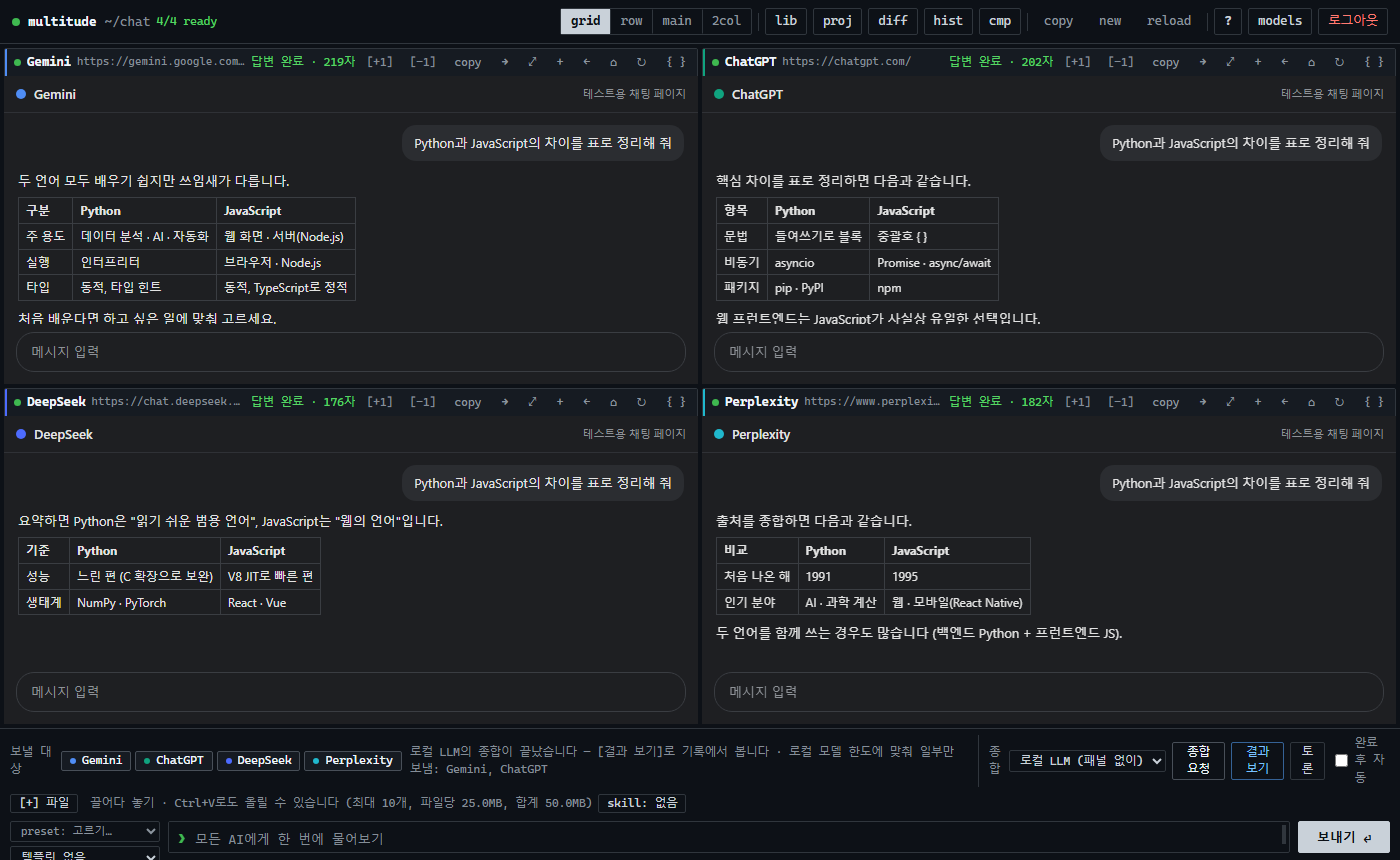 multitude ~/chat 4/4 ready grid row main 2col lib proj diff hist cmp copy new reload ? models 로그아웃
Gemini https://gemini.google.com… 답변 완료 · 219자 [+1] [-1] copy → ⤢ + ← ⌂ ↻ { }
Gemini 테스트용 채팅 페이지
Python과 JavaScript의 차이를 표로 정리해 줘
두 언어 모두 배우기 쉽지만 쓰임새가 다릅니다.
구분 Python JavaScript
주 용도 데이터 분석 · AI · 자동화 웹 화면 · 서버(Node.js)
실행 인터프리터 브라우저 · Node.js
타입 동적, 타입 힌트 동적, TypeScript로 정적
처음 배운다면 하고 싶은 일에 맞춰 고르세요.
메시지 입력
ChatGPT https://chatgpt.com/ 답변 완료 · 202자 [+1] [-1] copy → ⤢ + ← ⌂ ↻ { }
ChatGPT 테스트용 채팅 페이지
Python과 JavaScript의 차이를 표로 정리해 줘
핵심 차이를 표로 정리하면 다음과 같습니다.
항목 Python JavaScript
문법 들여쓰기로 블록 중괄호 { }
비동기 asyncio Promise · async/await
패키지 pip · PyPI npm
웹 프런트엔드는 JavaScript가 사실상 유일한 선택입니다.
메시지 입력
DeepSeek https://chat.deepseek.… 답변 완료 · 176자 [+1] [-1] copy → ⤢ + ← ⌂ ↻ { }
DeepSeek 테스트용 채팅 페이지
Python과 JavaScript의 차이를 표로 정리해 줘
요약하면 Python은 "읽기 쉬운 범용 언어", JavaScript는 "웹의 언어"입니다.
기준 Python JavaScript
성능 느린 편 (C 확장으로 보완) V8 JIT로 빠른 편
생태계 NumPy · PyTorch React · Vue
메시지 입력
Perplexity https://www.perplexi… 답변 완료 · 182자 [+1] [-1] copy → ⤢ + ← ⌂ ↻ { }
Perplexity 테스트용 채팅 페이지
Python과 JavaScript의 차이를 표로 정리해 줘
출처를 종합하면 다음과 같습니다.
비교 Python JavaScript
처음 나온 해 1991 1995
인기 분야 AI · 과학 계산 웹 · 모바일(React Native)
두 언어를 함께 쓰는 경우도 많습니다 (백엔드 Python + 프런트엔드 JS).
메시지 입력
보낼 대상 Gemini ChatGPT DeepSeek Perplexity
로컬 LLM의 종합이 끝났습니다 — [결과 보기]로 기록에서 봅니다 · 로컬 모델 한도에 맞춰 일부만
보냄: Gemini, ChatGPT
종합 로컬 LLM (패널 없이) 종합 요청 결과 보기 토론 완료 후 자동
[+] 파일 끌어다 놓기 · Ctrl+V로도 올릴 수 있습니다 (최대 10개, 파일당 25.0MB, 합계 50.0MB) skill: 없음
preset: 고르기…
❯ 모든 AI에게 한 번에 물어보기 보내기 ↵
템플릿 없음